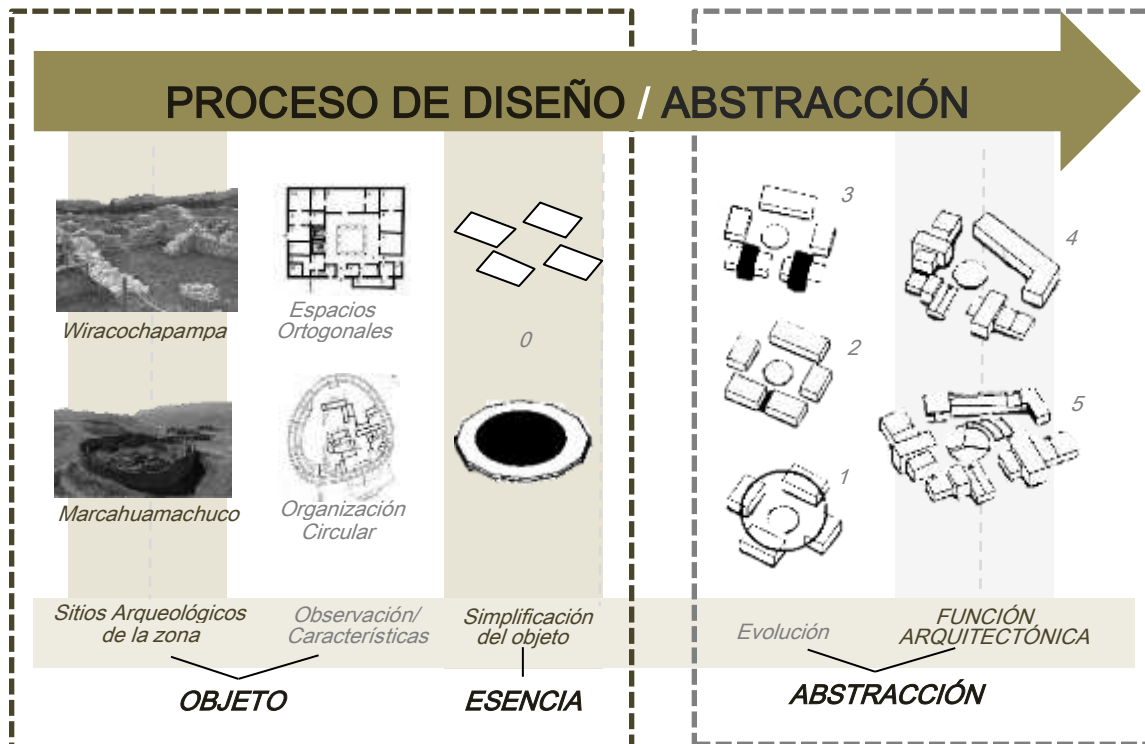 PROCESO DE DISEÑO / ABSTRACCIÓN
Wiracochapampa
Espacios
Ortogonales
0
Marcahuamachuco
Organización
Circular
3
4
2
5
1
Sitios Arqueológicos
de la zona
Observación/
Características
Simplificación
del objeto
Evolución
FUNCIÓN
ARQUITECTÓNICA
OBJETO
ESENCIA
ABSTRACCIÓN